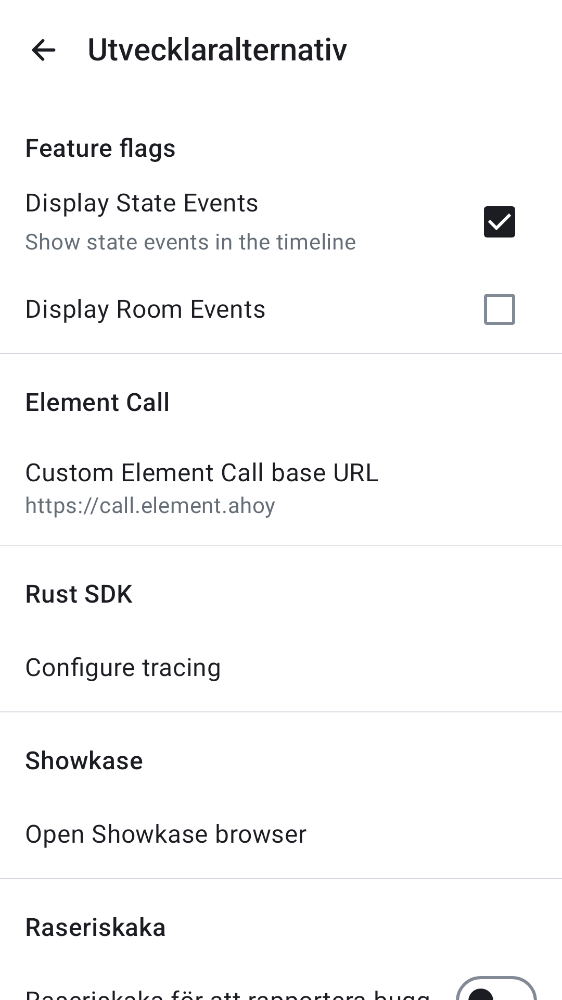 Utvecklaralternativ
Feature flags
Display State Events
Show state events in the timeline
Display Room Events
Element Call
Custom Element Call base URL
https://call.element.ahoy
Rust SDK
Configure tracing
Showkase
Open Showkase browser
Raseriskaka
Raseriskaka för att rapportera bugg